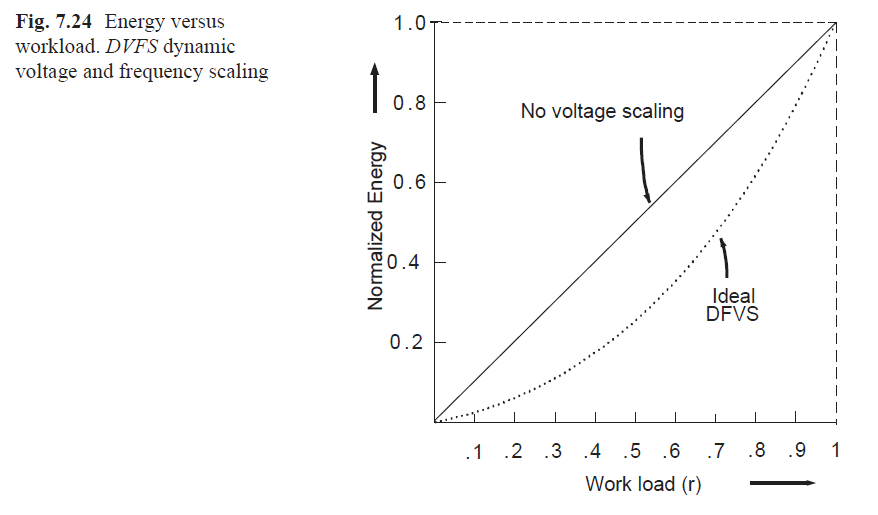 Fig. 7.24 Energy versus
workload. DVFS dynamic
voltage and frequency scaling
1.0
0.8
0.6
0.4
0.2
Normalized Energy
No voltage scaling
Ideal
DFVS
.1 .2 .3 .4 .5 .6 .7 .8 .9 1
Work load (r)